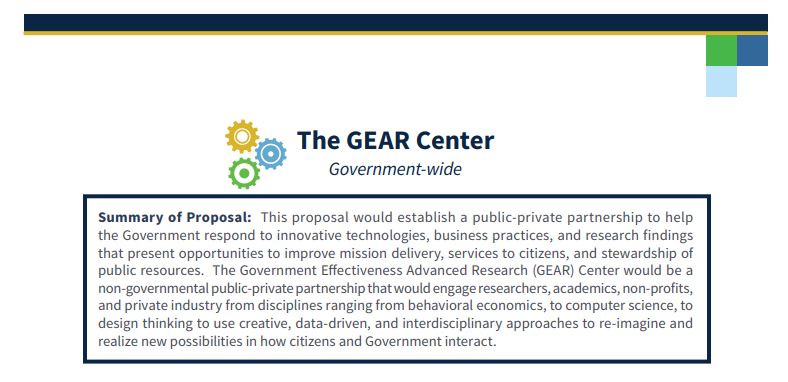 The GEAR Center
Government-wide
Summary of Proposal: This proposal would establish a public-private partnership to help
the Government respond to innovative technologies, business practices, and research findings
that present opportunities to improve mission delivery, services to citizens, and stewardship of
public resources. The Government Effectiveness Advanced Research (GEAR) Center would be a
non-governmental public-private partnership that would engage researchers, academics, non-profits,
and private industry from disciplines ranging from behavioral economics, to computer science, to
design thinking to use creative, data-driven, and interdisciplinary approaches to re-imagine and
realize new possibilities in how citizens and Government interact.